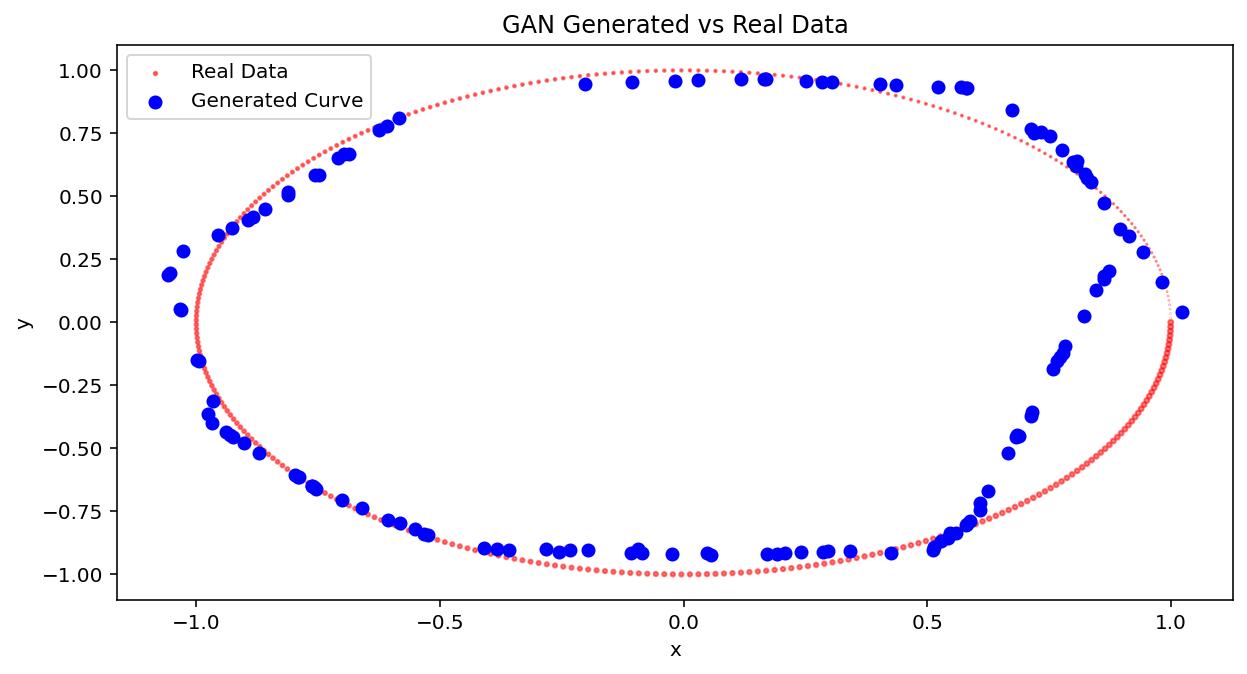 GAN Generated vs Real Data
Real Data
Generated Curve
1.00
0.75
0.50
0.25
0.00
−0.25
−0.50
−0.75
−1.00
y
−1.0 −0.5 0.0 0.5 1.0
x